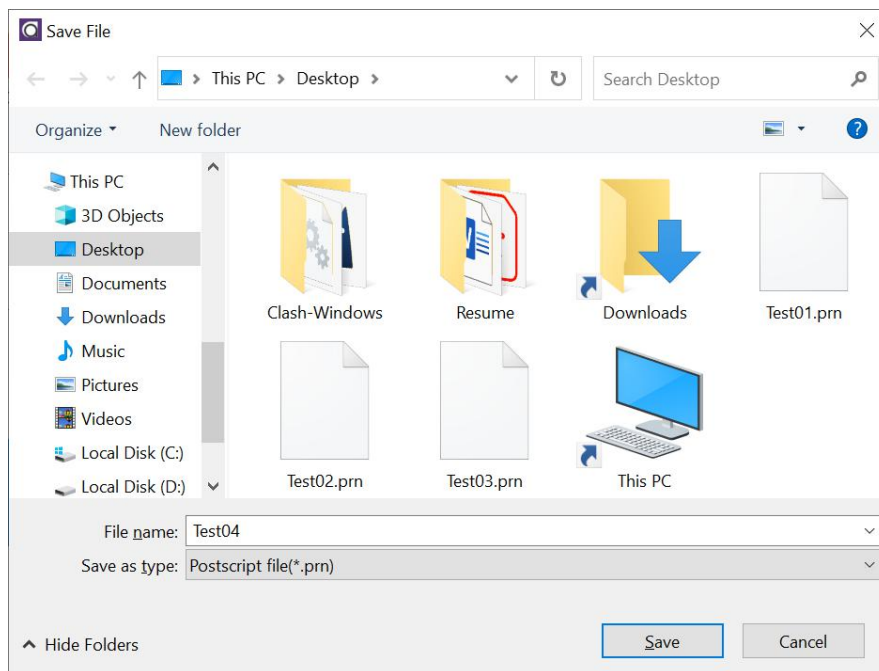 Save File
This PC > Desktop >
Search Desktop
Organize
New folder
This PC
3D Objects
Desktop
Documents
Downloads
Music
Pictures
Videos
Local Disk (C:)
Local Disk (D:)
Clash-Windows
Resume
Downloads
Test01.prn
Test02.prn
Test03.prn
This PC
File name: Test04
Save as type: Postscript file(*.prn)
Hide Folders
Save
Cancel